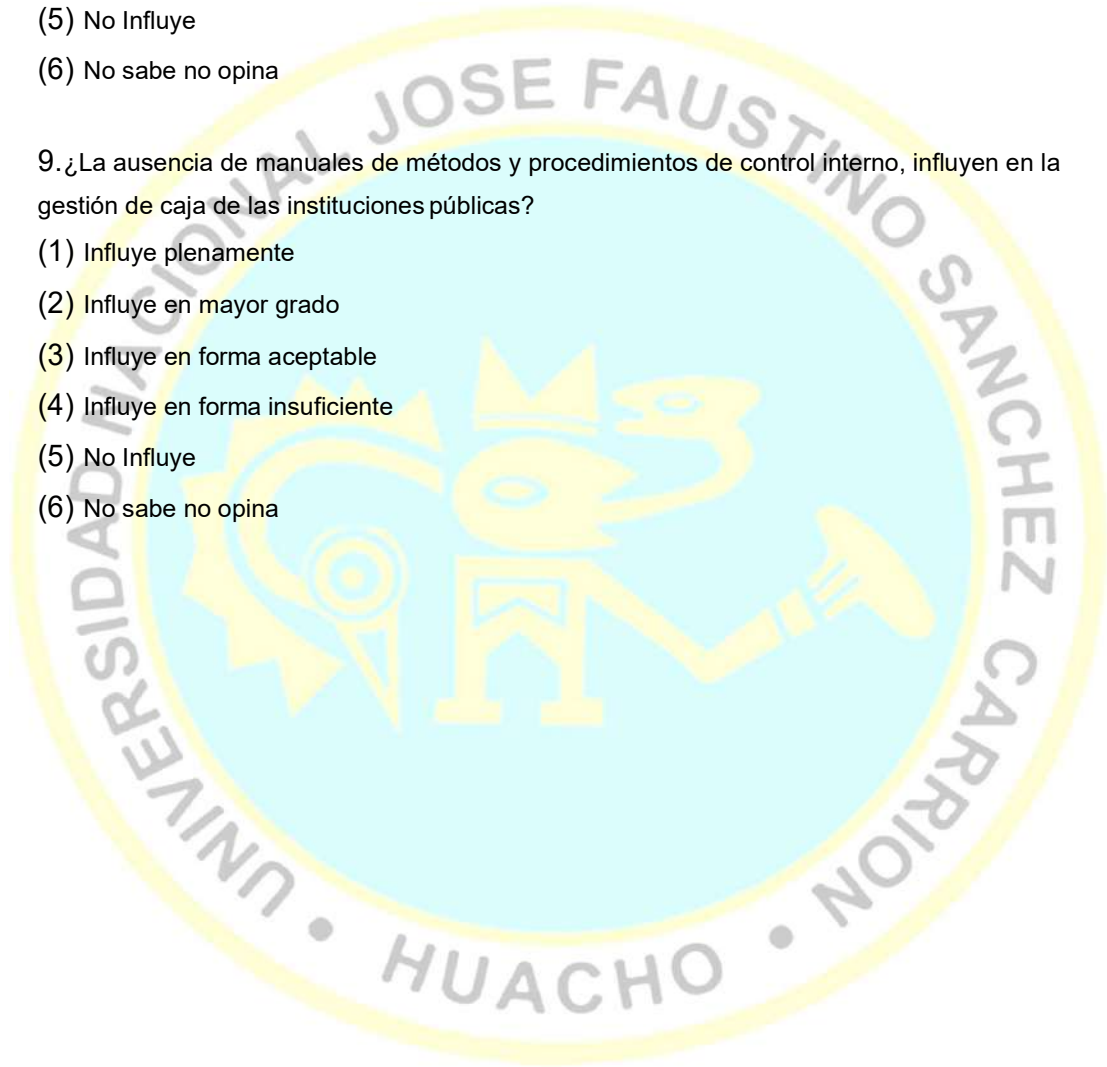 (5) No Influye
(6) No sabe no opina
9.¿La ausencia de manuales de métodos y procedimientos de control interno, influyen en la
gestión de caja de las instituciones públicas?
(1) Influye plenamente
(2) Influye en mayor grado
(3) Influye en forma aceptable
(4) Influye en forma insuficiente
(5) No Influye
(6) No sabe no opina
UNIVERSIDAD NACIONAL JOSE FAUSTINO SANCHEZ CARRION • HUACHO •